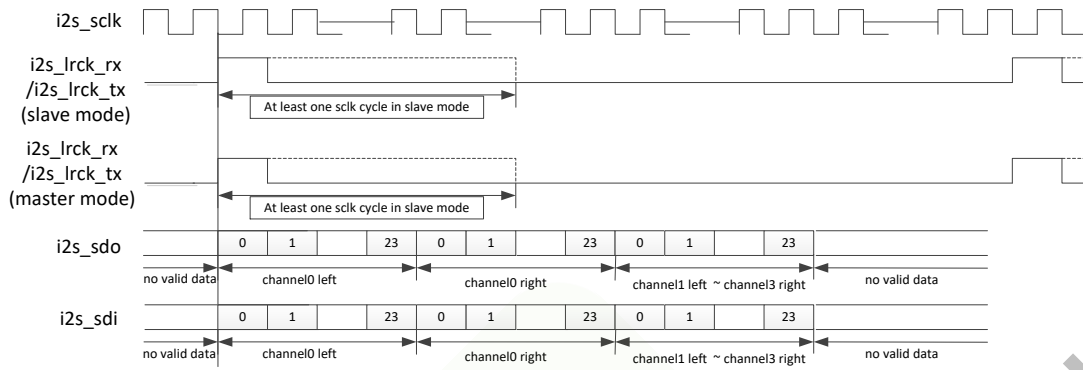 i2s_sclk
i2s_lrck_rx
/i2s_lrck_tx
(slave mode)
At least one sclk cycle in slave mode
i2s_lrck_rx
/i2s_lrck_tx
(master mode)
At least one sclk cycle in slave mode
i2s_sdo
0 1 23 0 1 23 0 1 23
no valid data channel0 left channel0 right channel1 left ~ channel3 right no valid data
i2s_sdi
0 1 23 0 1 23 0 1 23
no valid data channel0 left channel0 right channel1 left ~ channel3 right no valid data